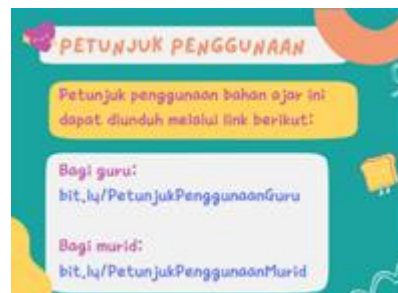 PETUNJUK PENGGUNAAN
Petunjuk penggunaan bahan ajar ini
dapat diunduh melalui link berikut:
Bagi guru:
bit.ly/PetunjukPenggunaanGuru
Bagi murid:
bit.ly/PetunjukPenggunaanMurid